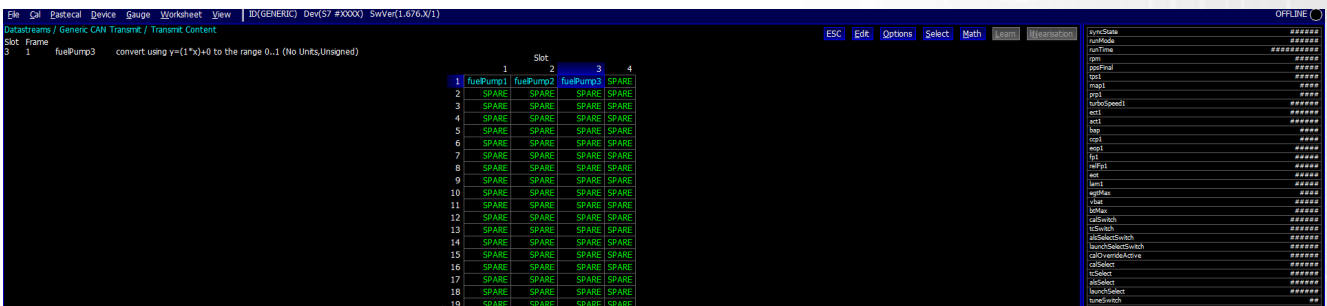 File Cal Pastecal Device Gauge Worksheet View ID(GENERIC) Dev(S7 #XXXX) SwVer(1.676.X/1) OFFLINE
Datastreams / Generic CAN Transmit / Transmit Content
ESC Edit Options Select Math Learn liNearisation
Slot Frame
3 1 fuelPump3 convert using y=(1*x)+0 to the range 0..1 (No Units,Unsigned)
Slot
1 2 3 4
1 fuelPump1 fuelPump2 fuelPump3 SPARE
2 SPARE SPARE SPARE SPARE
3 SPARE SPARE SPARE SPARE
4 SPARE SPARE SPARE SPARE
5 SPARE SPARE SPARE SPARE
6 SPARE SPARE SPARE SPARE
7 SPARE SPARE SPARE SPARE
8 SPARE SPARE SPARE SPARE
9 SPARE SPARE SPARE SPARE
10 SPARE SPARE SPARE SPARE
11 SPARE SPARE SPARE SPARE
12 SPARE SPARE SPARE SPARE
13 SPARE SPARE SPARE SPARE
14 SPARE SPARE SPARE SPARE
15 SPARE SPARE SPARE SPARE
16 SPARE SPARE SPARE SPARE
17 SPARE SPARE SPARE SPARE
18 SPARE SPARE SPARE SPARE
19 SPARE SPARE SPARE SPARE
syncState ######
runMode ######
runTime ##########
rpm #####
ppsFinal #####
tps1 #####
map1 ####
prp1 ####
turboSpeed1 ######
ect1 #####
act1 ######
bap ####
ccp1 ####
eop1 #####
fp1 #####
relFp1 #####
eot #####
lam1 #####
egtMax ####
vbat #####
btMax #####
calSwitch ######
tcSwitch ######
alsSelectSwitch ######
launchSelectSwitch ######
calOverrideActive ######
calSelect ######
tcSelect ######
alsSelect ######
launchSelect ######
tuneSwitch ##